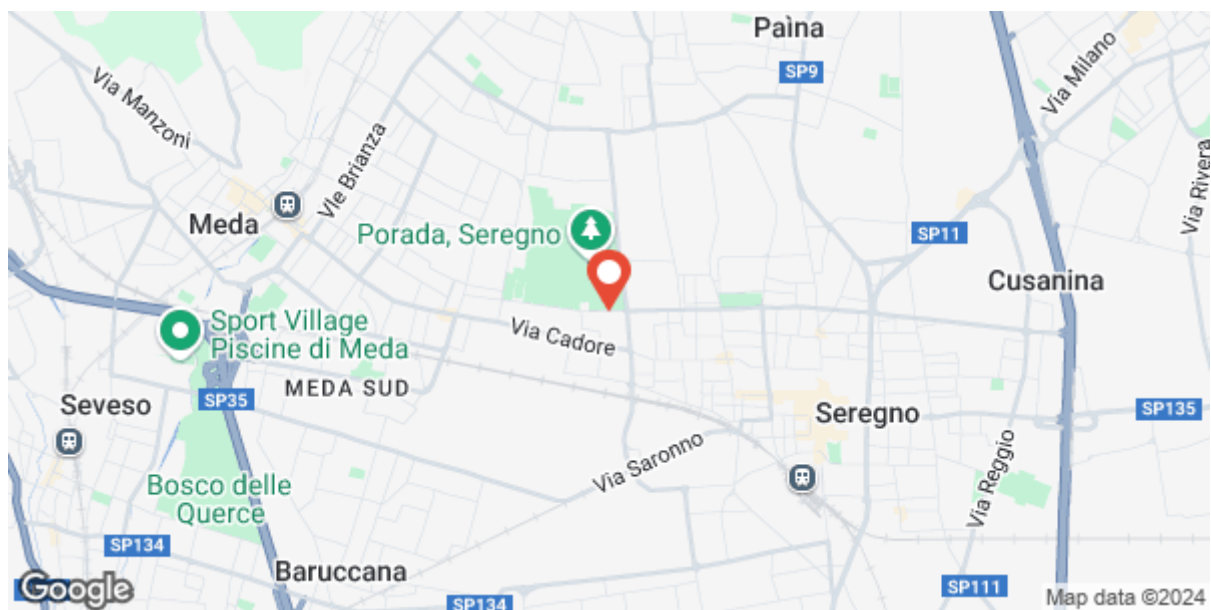 Paìna
SP9
Via Milano
Via Manzoni
Vle Brianza
Via Rivera
Meda
Porada, Seregno
SP11
Cusanina
Sport Village
Piscine di Meda
Via Cadore
MEDA SUD
SP35
Seveso
Seregno
SP135
Via Saronno
Via Reggio
Bosco delle
Querce
SP134
Baruccana
SP134
SP111
Google
Map data ©2024